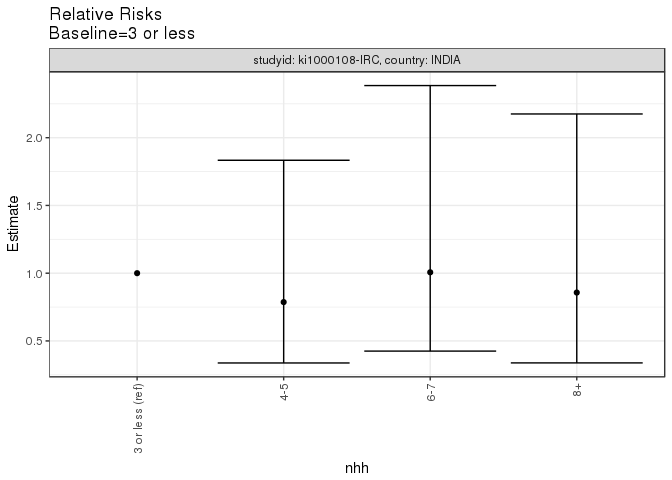 Relative Risks
Baseline=3 or less
studyid: ki1000108-IRC, country: INDIA
2.0
1.5
1.0
0.5
Estimate
3 or less (ref)
4-5
6-7
8+
nhh